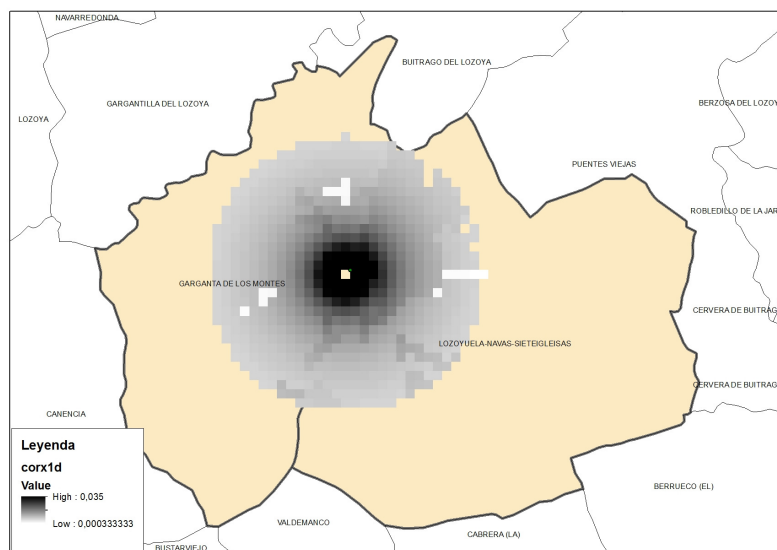 NAVARREDONDA
BUITRAGO DEL LOZOYA
GARGANTILLA DEL LOZOYA
BERZOSA DEL LOZOY
LOZOYA
PUENTES VIEJAS
ROBLEDILLO DE LA JAR
GARGANTA DE LOS MONTES
CERVERA DE BUITRAG
LOZOYUELA-NAVAS-SIETEIGLEISAS
CERVERA DE BUITRAG
CANENCIA
Leyenda
corx1d
Value
High : 0,035
Low : 0,000333333
BERRUECO (EL)
VALDEMANCO
CABRERA (LA)
BUSTARVIEJO